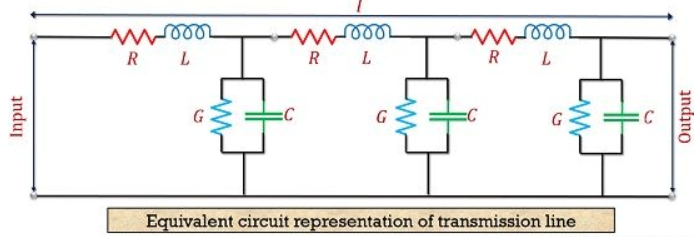 l
R L R L R L
Input G C G C G C Output
Equivalent circuit representation of transmission line